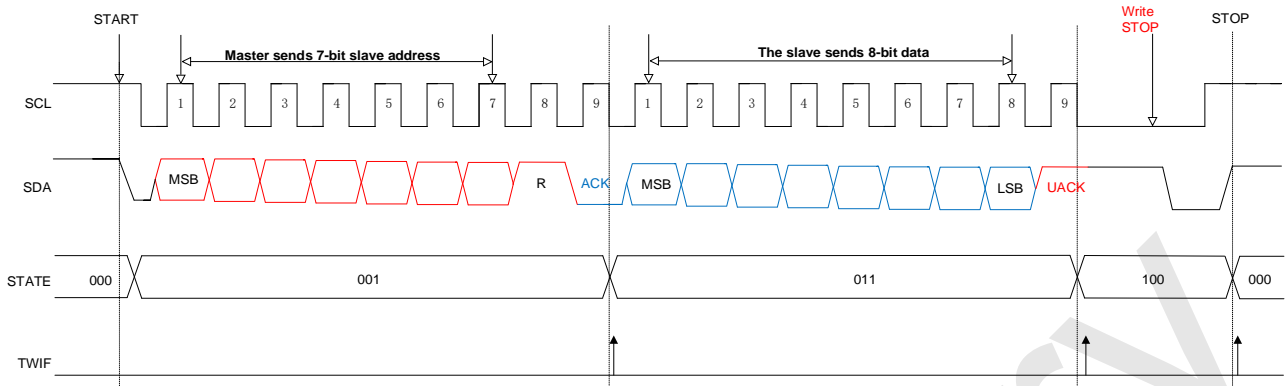 START
Write
STOP
STOP
Master sends 7-bit slave address
The slave sends 8-bit data
SCL
1 2 3 4 5 6 7 8 9 1 2 3 4 5 6 7 8 9
SDA
MSB R ACK MSB LSB UACK
STATE
000 001 011 100 000
TWIF